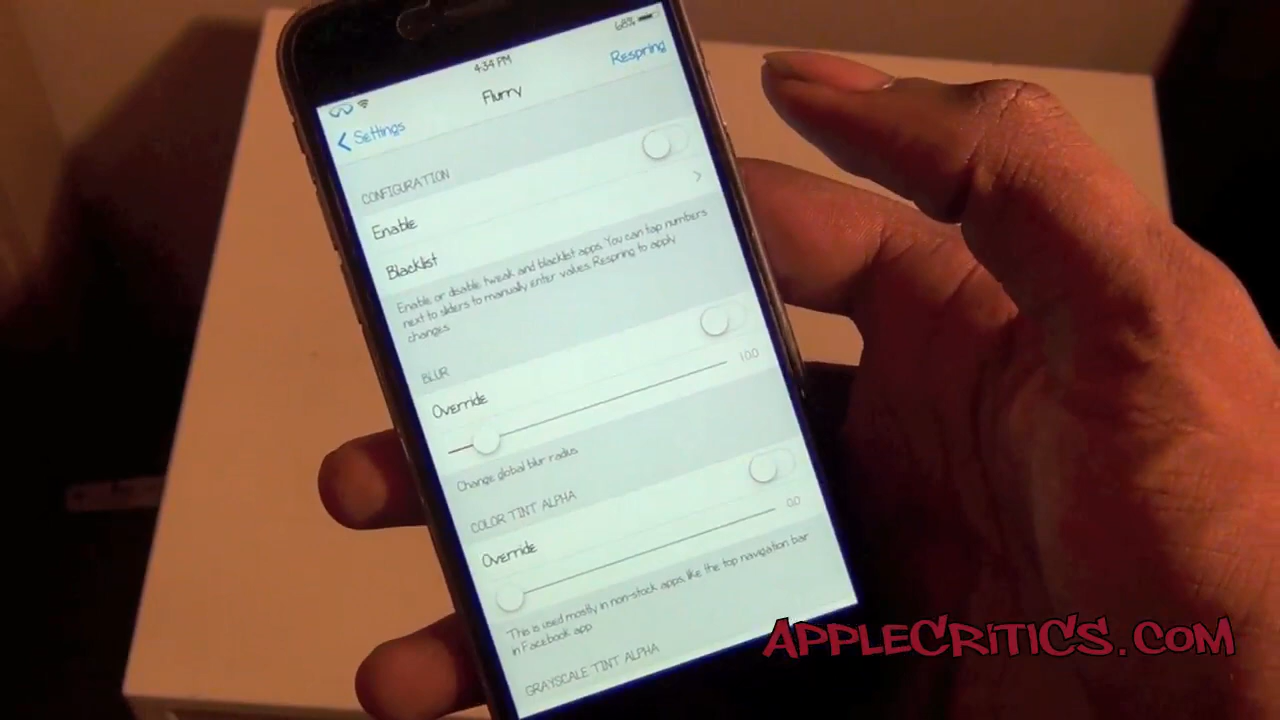 4:34 PM
68%
Settings
Flurry
Respring
CONFIGURATION
Enable
Blacklist
Enable or disable tweak and blacklist apps. You can tap numbers
next to sliders to manually enter values. Respring to apply
changes.
BLUR
Override
10.0
Change global blur radius.
COLOR TINT ALPHA
Override
0.0
This is used mostly in non-stock apps, like the top navigation bar
in Facebook app
GRAYSCALE TINT ALPHA
APPLECRITICS.COM